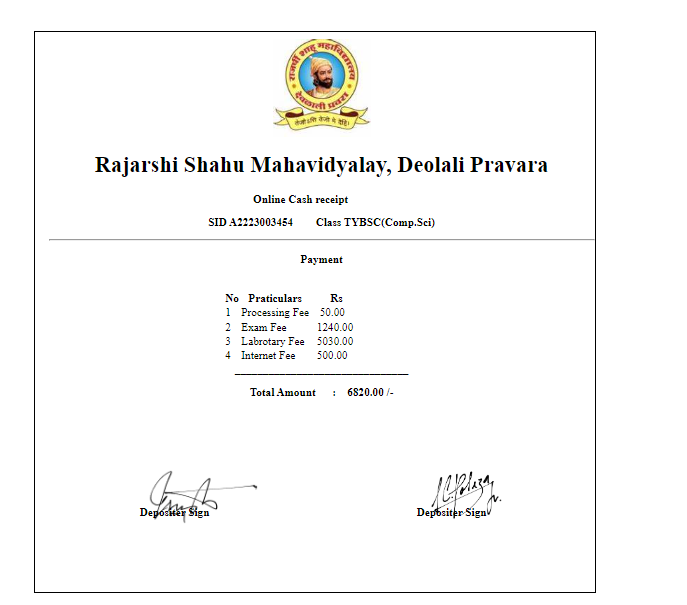 राजर्षी शाहू महाविद्यालय
देवळाली प्रवरा
Rajarshi Shahu Mahavidyalay, Deolali Pravara
Online Cash receipt
SID A2223003454 Class TYBSC(Comp.Sci)
Payment
No Praticulars Rs
1 Processing Fee 50.00
2 Exam Fee 1240.00
3 Labrotary Fee 5030.00
4 Internet Fee 500.00
Total Amount : 6820.00 /-
Depositer Sign Depositer Sign